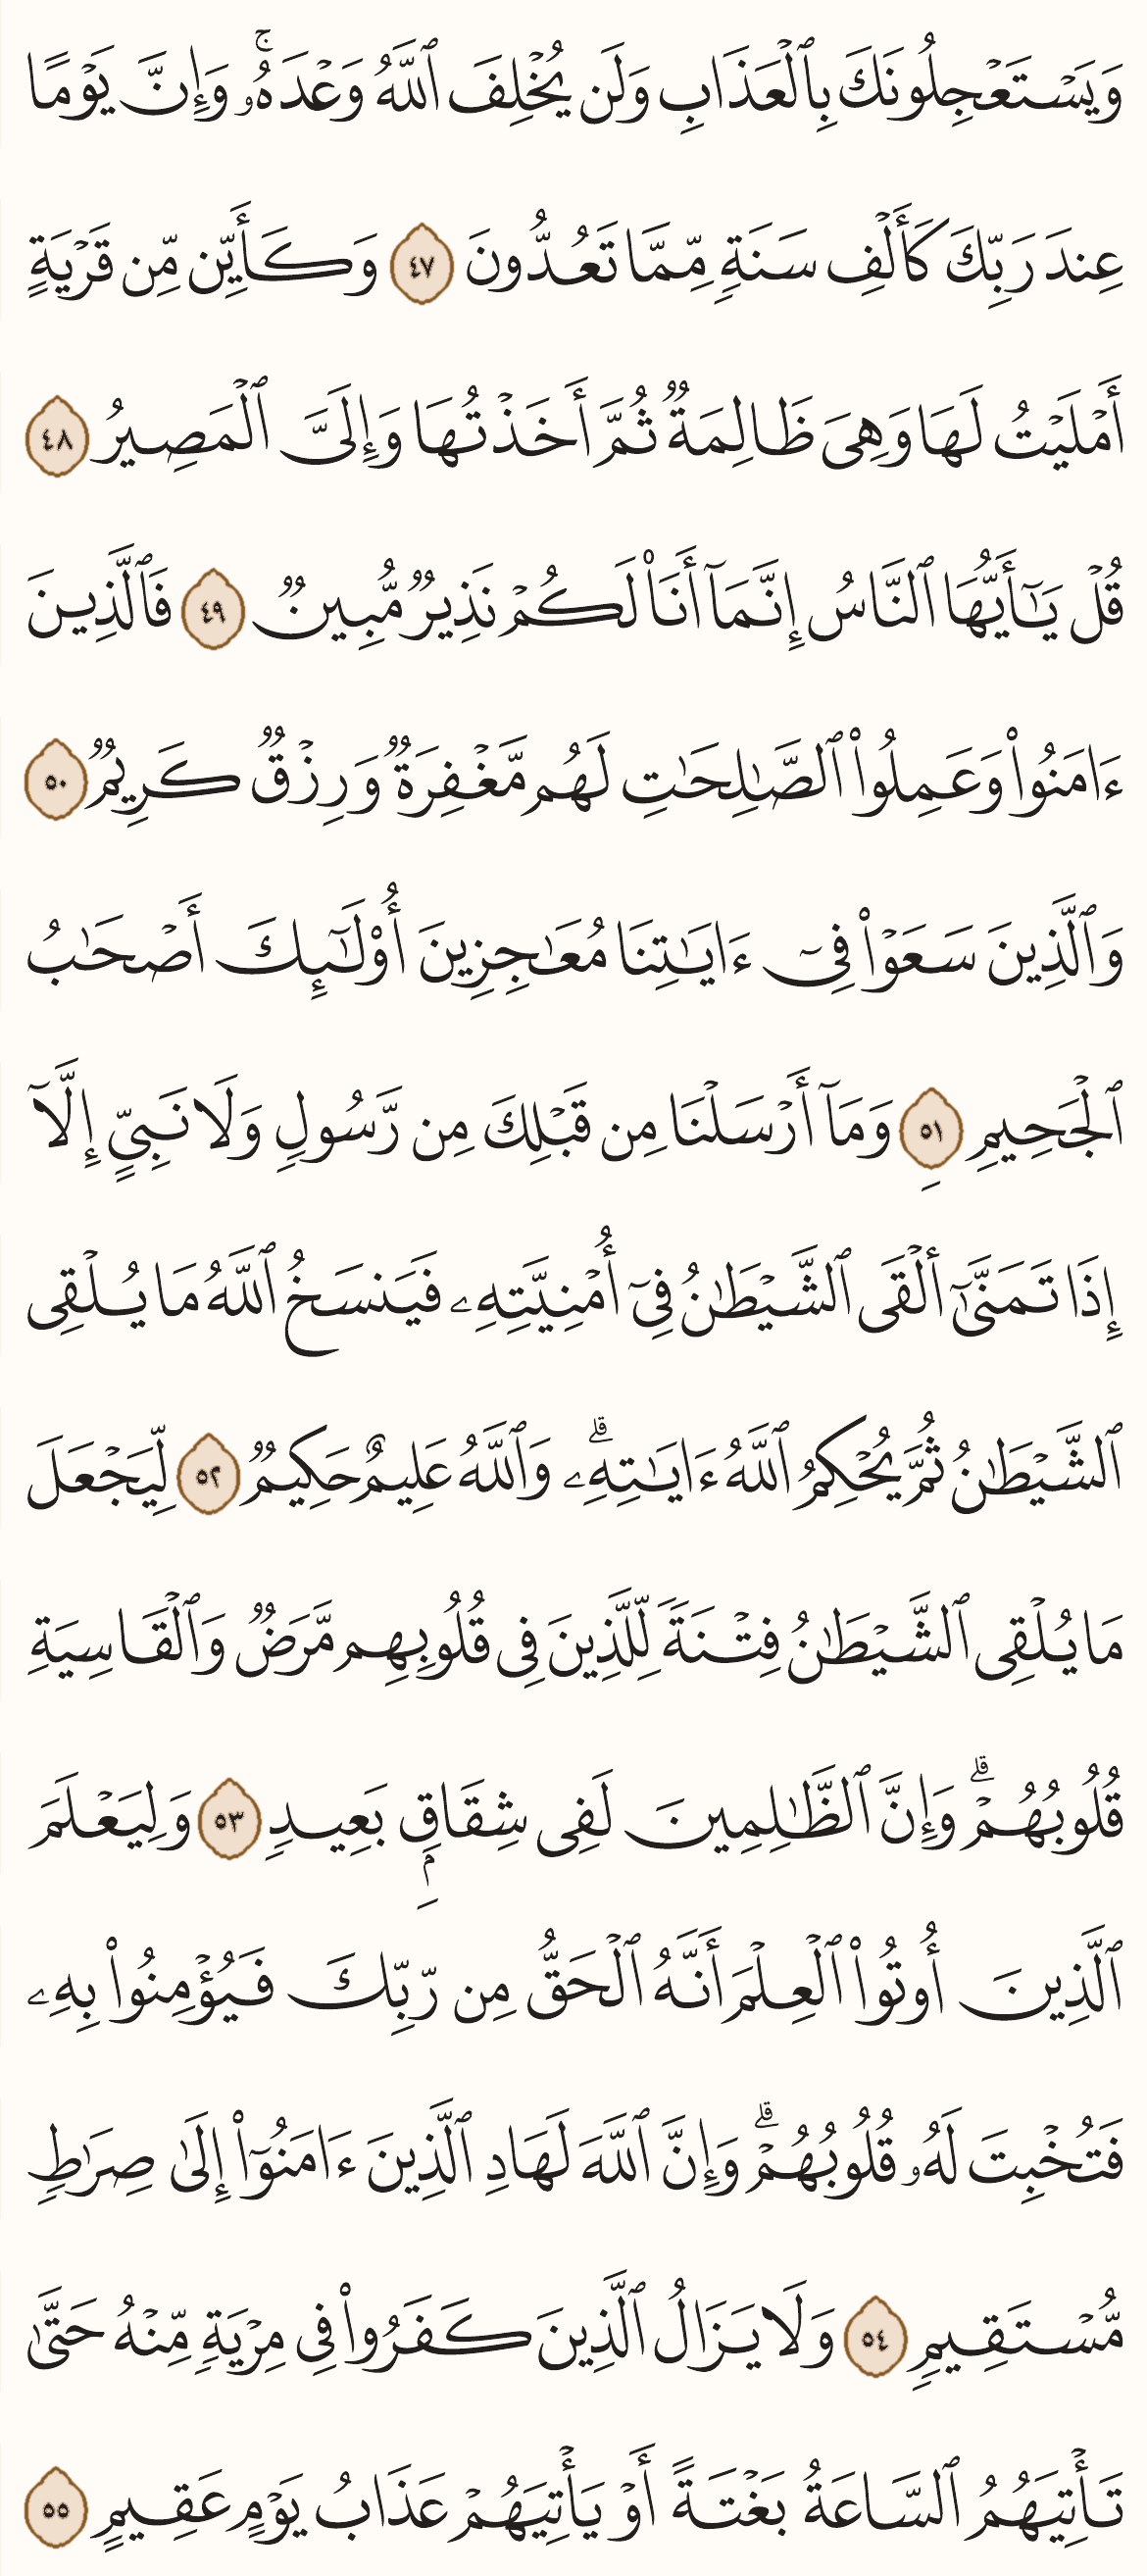 وَيَسْتَعْجِلُونَكَ بِٱلْعَذَابِ وَلَن يُخْلِفَ ٱللَّهُ وَعْدَهُۥ ۚ وَإِنَّ يَوْمًا
عِندَ رَبِّكَ كَأَلْفِ سَنَةٍ مِّمَّا تَعُدُّونَ ٤٧ وَكَأَيِّن مِّن قَرْيَةٍ
أَمْلَيْتُ لَهَا وَهِىَ ظَالِمَةٌ ثُمَّ أَخَذْتُهَا وَإِلَىَّ ٱلْمَصِيرُ ٤٨
قُلْ يَـٰٓأَيُّهَا ٱلنَّاسُ إِنَّمَآ أَنَا۠ لَكُمْ نَذِيرٌ مُّبِينٌ ٤٩ فَٱلَّذِينَ
ءَامَنُوا۟ وَعَمِلُوا۟ ٱلصَّـٰلِحَـٰتِ لَهُم مَّغْفِرَةٌ وَرِزْقٌ كَرِيمٌ ٥٠
وَٱلَّذِينَ سَعَوْا۟ فِىٓ ءَايَـٰتِنَا مُعَـٰجِزِينَ أُو۟لَـٰٓئِكَ أَصْحَـٰبُ
ٱلْجَحِيمِ ٥١ وَمَآ أَرْسَلْنَا مِن قَبْلِكَ مِن رَّسُولٍ وَلَا نَبِىٍّ إِلَّآ
إِذَا تَمَنَّىٰٓ أَلْقَى ٱلشَّيْطَـٰنُ فِىٓ أُمْنِيَّتِهِۦ فَيَنسَخُ ٱللَّهُ مَا يُلْقِى
ٱلشَّيْطَـٰنُ ثُمَّ يُحْكِمُ ٱللَّهُ ءَايَـٰتِهِۦ ۗ وَٱللَّهُ عَلِيمٌ حَكِيمٌ ٥٢ لِّيَجْعَلَ
مَا يُلْقِى ٱلشَّيْطَـٰنُ فِتْنَةً لِّلَّذِينَ فِى قُلُوبِهِم مَّرَضٌ وَٱلْقَاسِيَةِ
قُلُوبُهُمْ ۗ وَإِنَّ ٱلظَّـٰلِمِينَ لَفِى شِقَاقٍۭ بَعِيدٍ ٥٣ وَلِيَعْلَمَ
ٱلَّذِينَ أُوتُوا۟ ٱلْعِلْمَ أَنَّهُ ٱلْحَقُّ مِن رَّبِّكَ فَيُؤْمِنُوا۟ بِهِۦ
فَتُخْبِتَ لَهُۥ قُلُوبُهُمْ ۗ وَإِنَّ ٱللَّهَ لَهَادِ ٱلَّذِينَ ءَامَنُوٓا۟ إِلَىٰ صِرَٰطٍ
مُّسْتَقِيمٍ ٥٤ وَلَا يَزَالُ ٱلَّذِينَ كَفَرُوا۟ فِى مِرْيَةٍ مِّنْهُ حَتَّىٰ
تَأْتِيَهُمُ ٱلسَّاعَةُ بَغْتَةً أَوْ يَأْتِيَهُمْ عَذَابُ يَوْمٍ عَقِيمٍ ٥٥